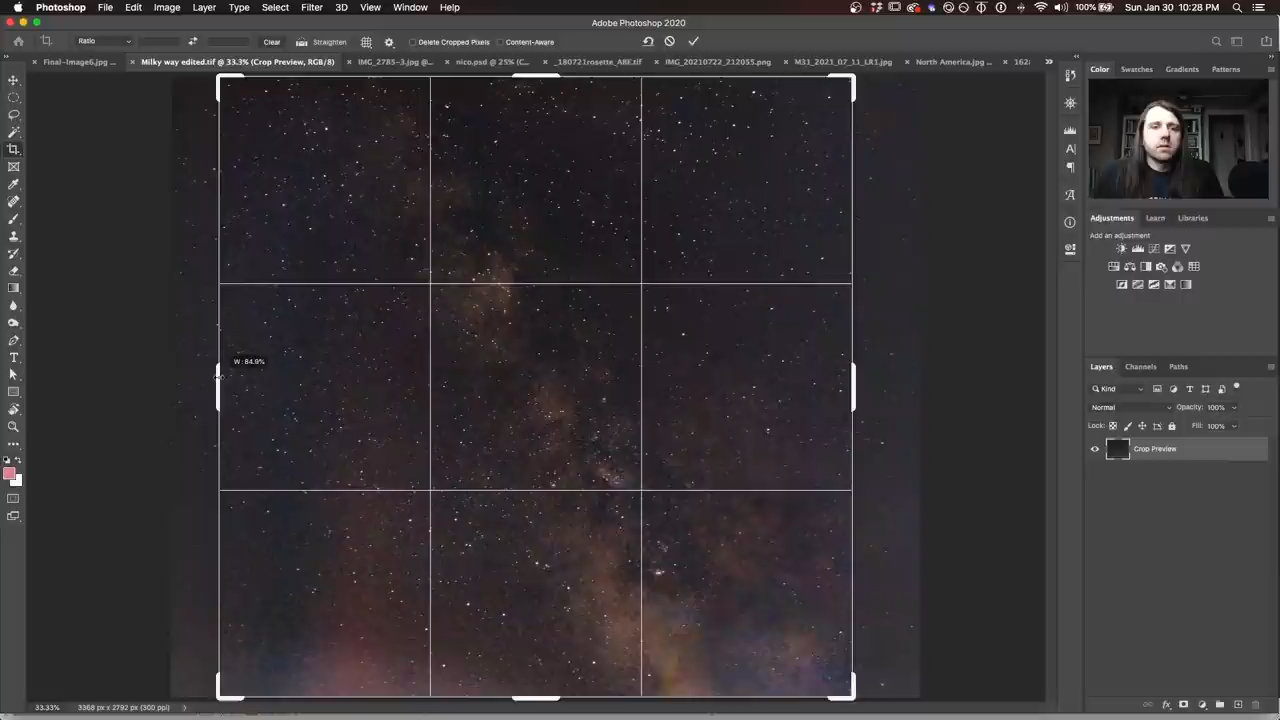 Photoshop File Edit Image Layer Type Select Filter 3D View Window Help 100% Sun Jan 30 10:28 PM
Adobe Photoshop 2020
Ratio Clear Straighten Delete Cropped Pixels Content-Aware
Final-Image6.jpg ... Milky way edited.tif @ 33.3% (Crop Preview, RGB/8) IMG_2785-3.jpg @... nico.psd @ 25% (C... _180721rosette_ABE.tif IMG_20210722_212055.png M31_2021_07_11_LR1.jpg North America.jpg ... 162
Color Swatches Gradients Patterns
W: 84.9%
Adjustments Learn Libraries
Add an adjustment
Layers Channels Paths
Kind
Normal Opacity: 100%
Lock: Fill: 100%
Crop Preview
33.33% 3368 px x 2792 px (300 ppi)